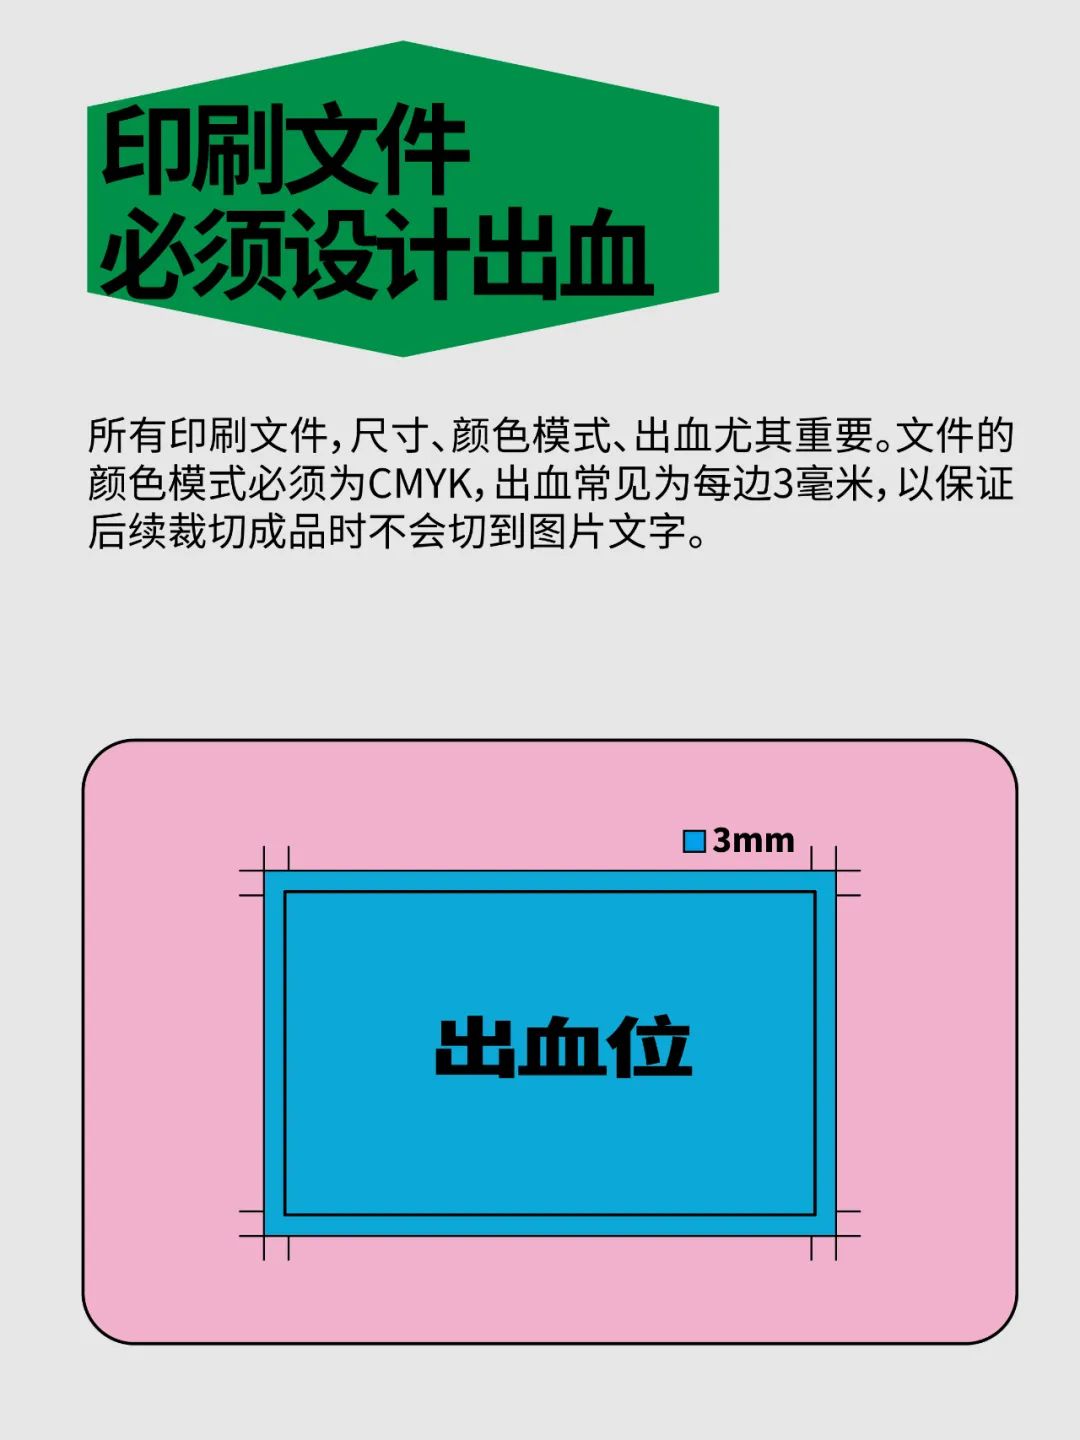 印刷文件
必须设计出血
所有印刷文件，尺寸、颜色模式、出血尤其重要。文件的
颜色模式必须为CMYK，出血常见为每边3毫米，以保证
后续裁切成品时不会切到图片文字。
3mm
出血位